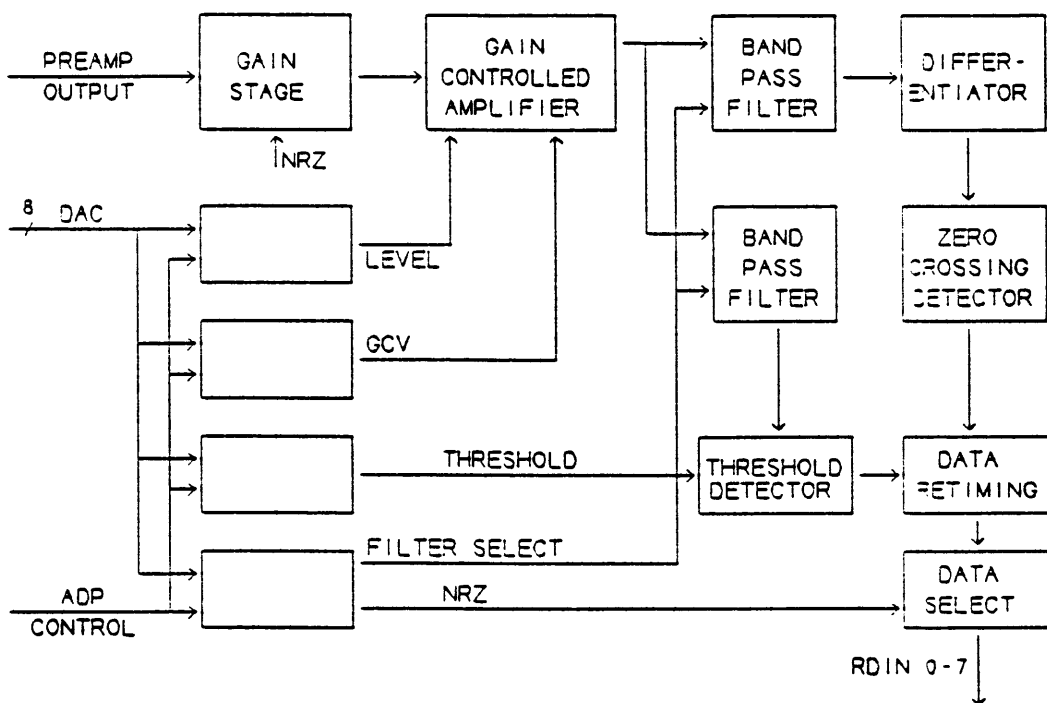 PREAMP
OUTPUT
GAIN
STAGE
NRZ
GAIN
CONTROLLED
AMPLIFIER
BAND
PASS
FILTER
DIFFER-
ENTIATOR
8
DAC
LEVEL
BAND
PASS
FILTER
ZERO
CROSSING
DETECTOR
GCV
THRESHOLD
THRESHOLD
DETECTOR
DATA
RETIMING
FILTER SELECT
NRZ
DATA
SELECT
ADP
CONTROL
RDIN 0-7